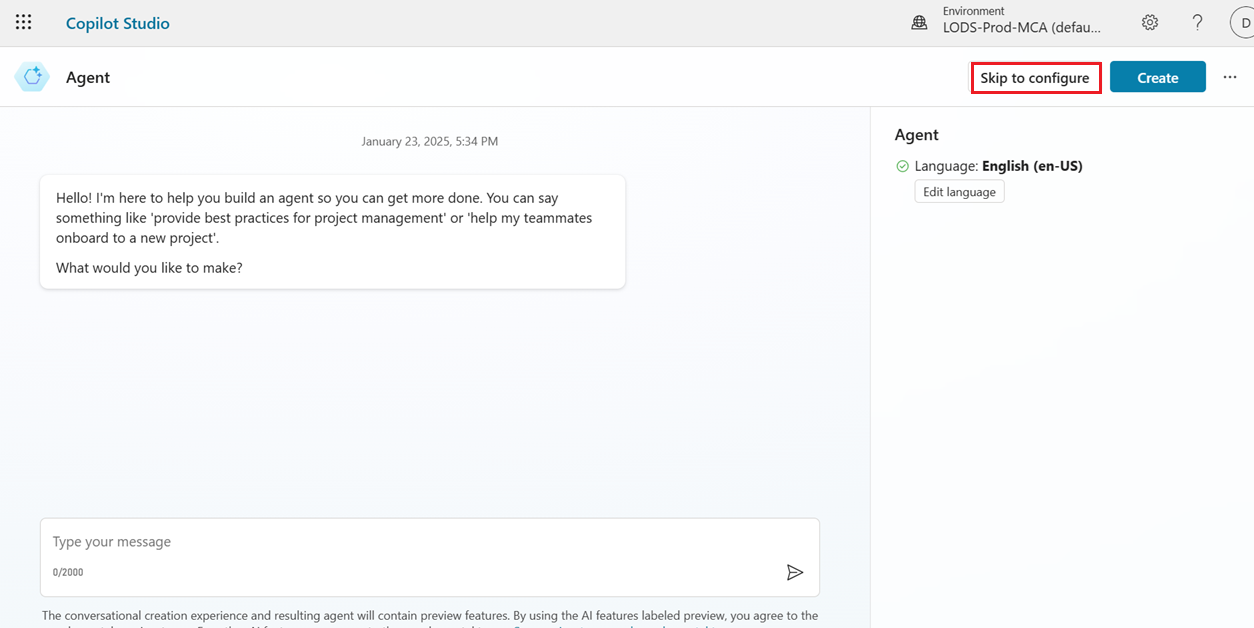 Copilot Studio
Environment
LODS-Prod-MCA (defau...
?
D
Agent
Skip to configure
Create
...
January 23, 2025, 5:34 PM
Hello! I'm here to help you build an agent so you can get more done. You can say
something like 'provide best practices for project management' or 'help my teammates
onboard to a new project'.
What would you like to make?
Agent
Language: English (en-US)
Edit language
Type your message
0/2000
The conversational creation experience and resulting agent will contain preview features. By using the AI features labeled preview, you agree to the